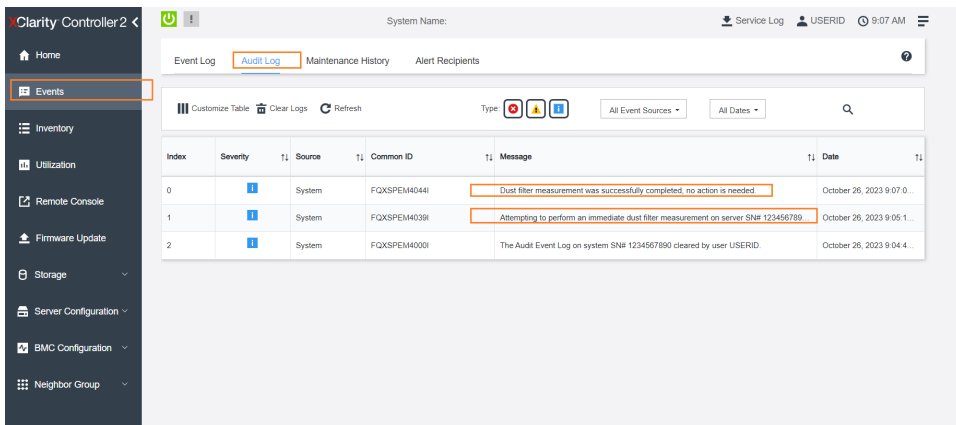 XClarity Controller 2
System Name:
Service Log
USERID
9:07 AM
Home
Events
Inventory
Utilization
Remote Console
Firmware Update
Storage
Server Configuration
BMC Configuration
Neighbor Group
Event Log
Audit Log
Maintenance History
Alert Recipients
Customize Table
Clear Logs
Refresh
Type:
All Event Sources
All Dates
Index Severity Source Common ID Message Date
0 System FQXSPEM4044I Dust filter measurement was successfully completed, no action is needed. October 26, 2023 9:07:0...
1 System FQXSPEM4039I Attempting to perform an immediate dust filter measurement on server SN# 123456789... October 26, 2023 9:05:1...
2 System FQXSPEM4000I The Audit Event Log on system SN# 1234567890 cleared by user USERID. October 26, 2023 9:04:4...